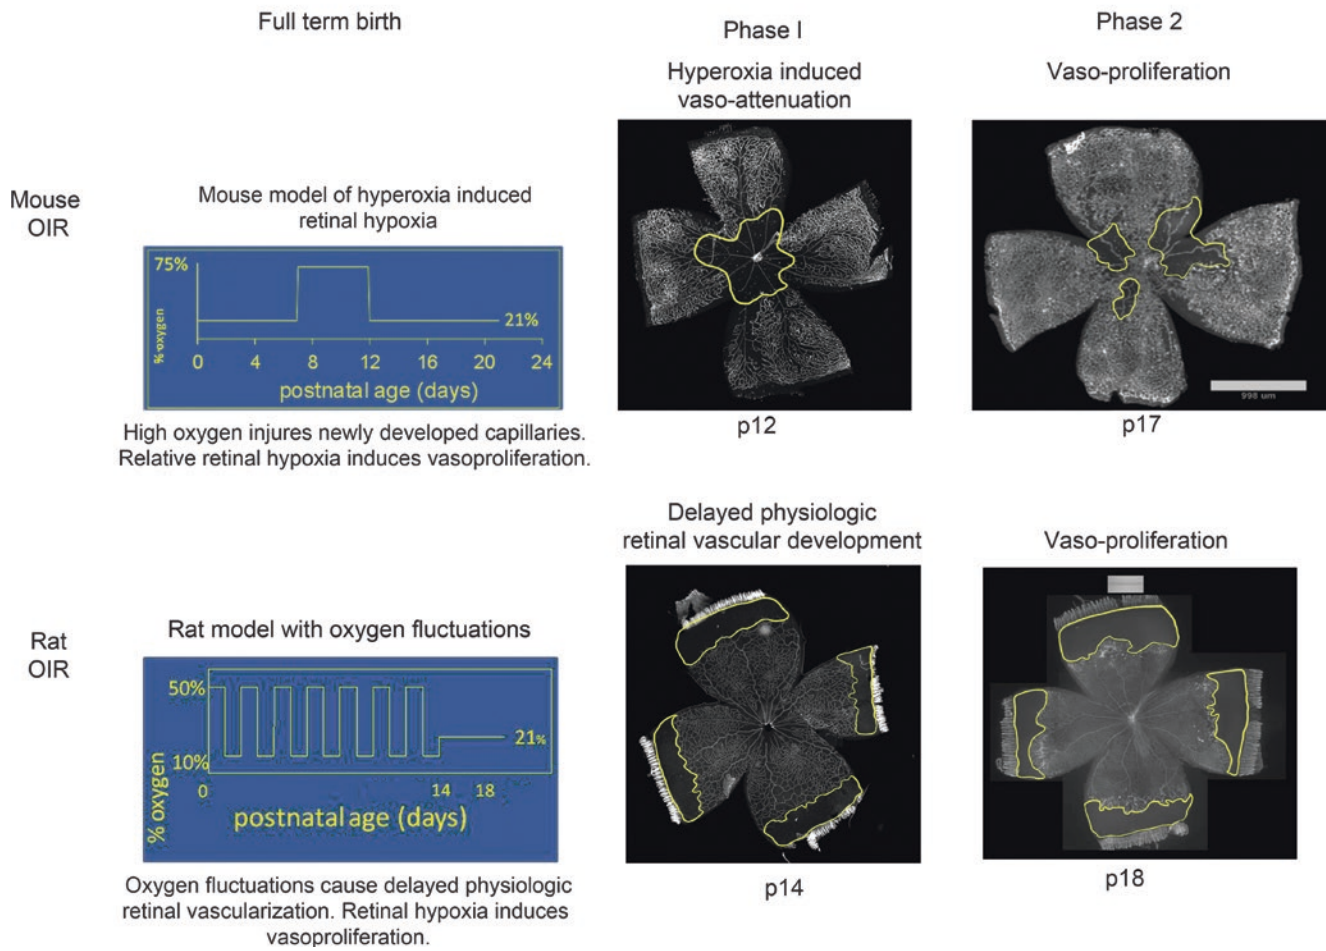 Full term birth
Phase I
Phase 2
Hyperoxia induced
vaso-attenuation
Vaso-proliferation
Mouse
OIR
Mouse model of hyperoxia induced
retinal hypoxia
75%
% oxygen
21%
0 4 8 12 16 20 24
postnatal age (days)
High oxygen injures newly developed capillaries.
Relative retinal hypoxia induces vasoproliferation.
p12
998 um
p17
Delayed physiologic
retinal vascular development
Vaso-proliferation
Rat
OIR
Rat model with oxygen fluctuations
50%
10%
% oxygen
21%
0 14 18
postnatal age (days)
Oxygen fluctuations cause delayed physiologic
retinal vascularization. Retinal hypoxia induces
vasoproliferation.
p14
p18